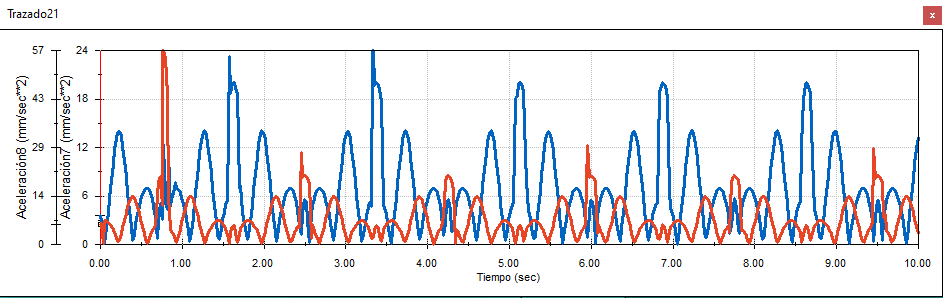 Trazado21
x
Aceleración8 (mm/sec**2)
57
43
29
14
0
Aceleración7 (mm/sec**2)
24
18
12
6
0
0.00 1.00 2.00 3.00 4.00 5.00 6.00 7.00 8.00 9.00 10.00
Tiempo (sec)